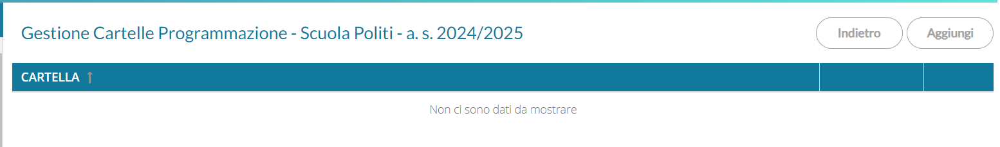 Gestione Cartelle Programmazione - Scuola Politi - a. s. 2024/2025
Indietro
Aggiungi
CARTELLA
Non ci sono dati da mostrare